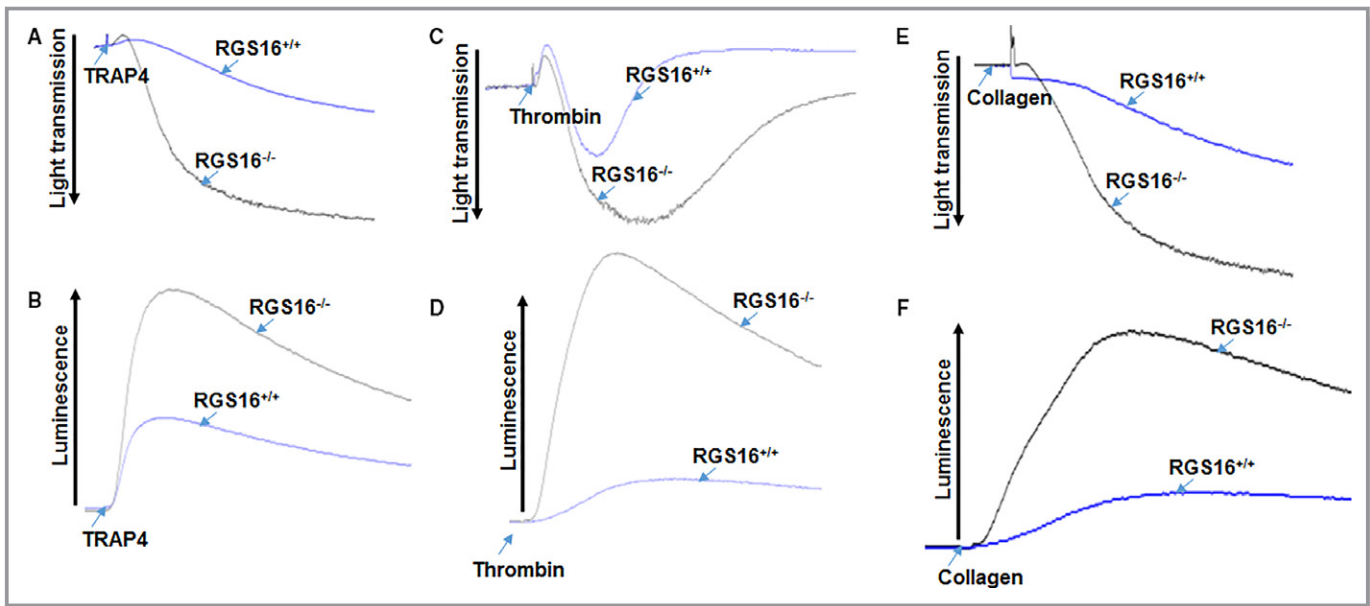 A
Light transmission
TRAP4
RGS16+/+
RGS16-/-
B
Luminescence
RGS16-/-
RGS16+/+
TRAP4
C
Light transmission
Thrombin
RGS16+/+
RGS16-/-
D
Luminescence
RGS16-/-
RGS16+/+
Thrombin
E
Light transmission
Collagen
RGS16+/+
RGS16-/-
F
Luminescence
RGS16-/-
RGS16+/+
Collagen